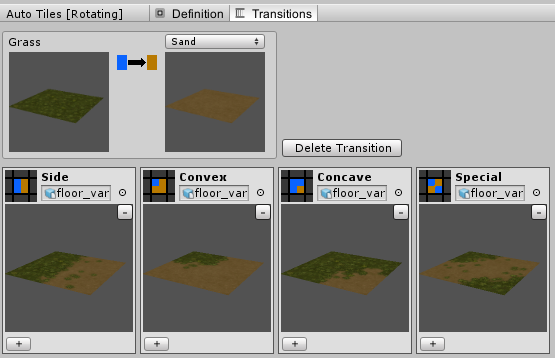 Auto Tiles [Rotating] Definition Transitions
Grass Sand
Delete Transition
Side Convex Concave Special
floor_var floor_var floor_var floor_var
- - - -
+ + + +